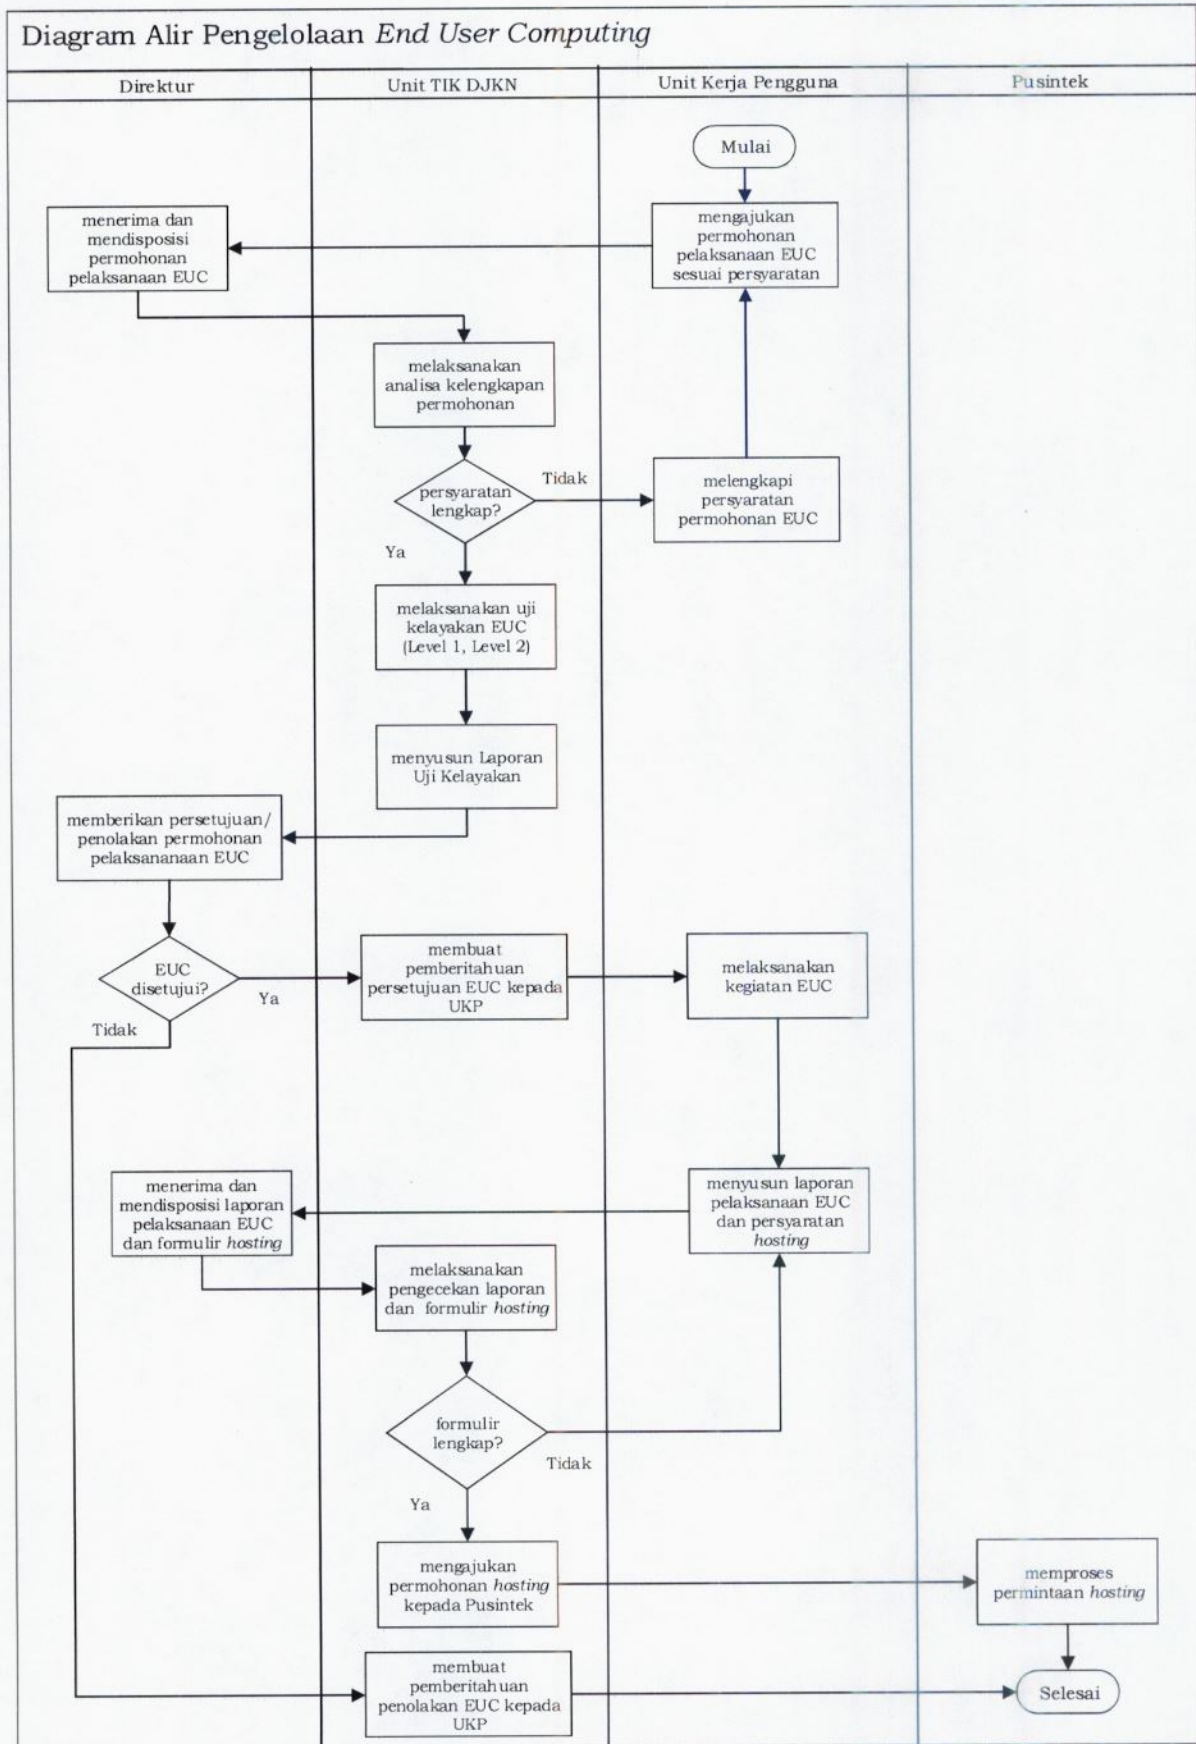 Diagram Alir Pengelolaan End User Computing
Direktur
Unit TIK DJKN
Unit Kerja Pengguna
Pusintek
Mulai
menerima dan
mendisposisi
permohonan
pelaksanaan EUC
mengajukan
permohonan
pelaksanaan EUC
sesuai persyaratan
melaksanakan
analisa kelengkapan
permohonan
persyaratan
lengkap?
Tidak
melengkapi
persyaratan
permohonan EUC
Ya
melaksanakan uji
kelayakan EUC
(Level 1, Level 2)
menyusun Laporan
Uji Kelayakan
memberikan persetujuan/
penolakan permohonan
pelaksananaan EUC
EUC
disetujui?
Ya
Tidak
membuat
pemberitahuan
persetujuan EUC kepada
UKP
melaksanakan
kegiatan EUC
menerima dan
mendisposisi laporan
pelaksanaan EUC
dan formulir hosting
menyusun laporan
pelaksanaan EUC
dan persyaratan
hosting
melaksanakan
pengecekan laporan
dan formulir hosting
formulir
lengkap?
Tidak
Ya
mengajukan
permohonan hosting
kepada Pusintek
memproses
permintaan hosting
membuat
pemberitahuan
penolakan EUC kepada
UKP
Selesai